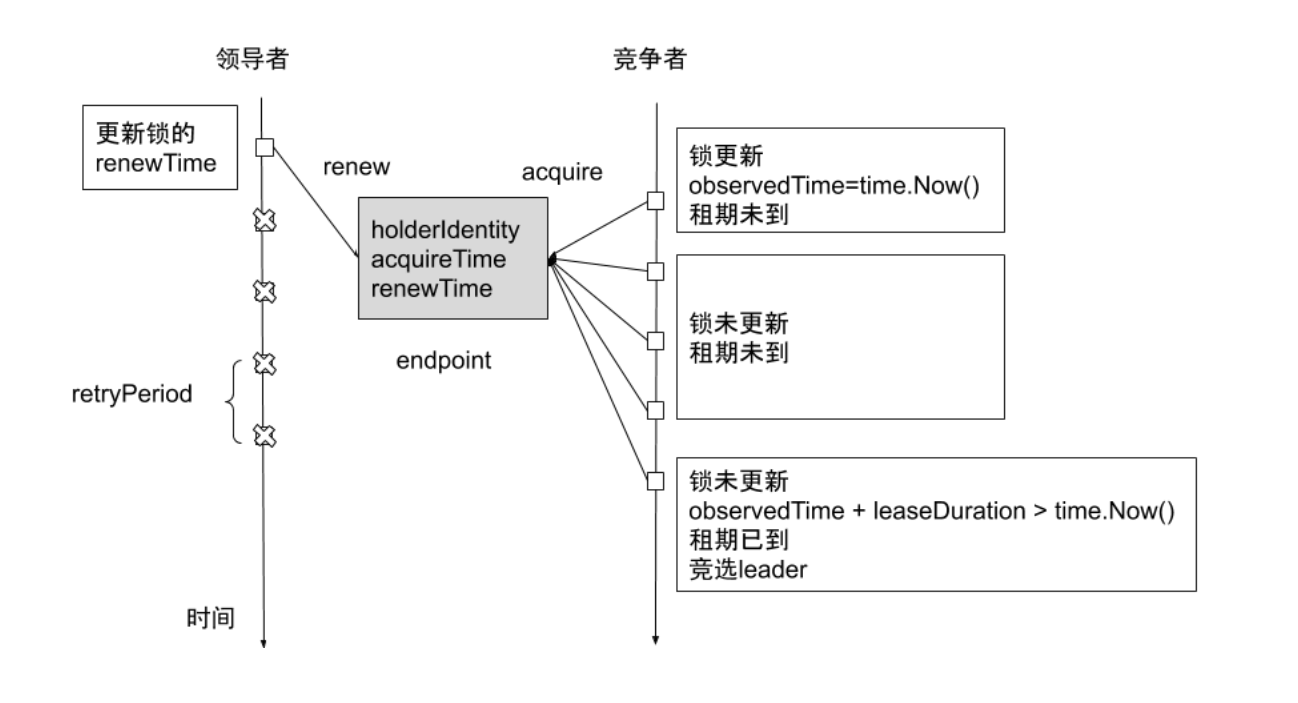 领导者
竞争者
更新锁的
renewTime
renew
acquire
锁更新
observedTime=time.Now()
租期未到
holderIdentity
acquireTime
renewTime
endpoint
锁未更新
租期未到
retryPeriod
锁未更新
observedTime + leaseDuration > time.Now()
租期已到
竞选leader
时间